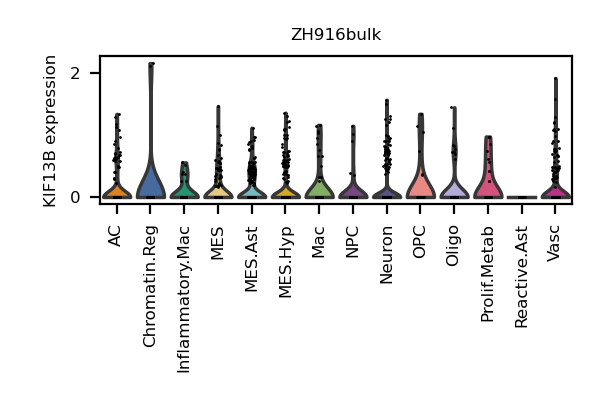 ZH916bulk
KIF13B expression
2
0
AC
Chromatin.Reg
Inflammatory.Mac
MES
MES.Ast
MES.Hyp
Mac
NPC
Neuron
OPC
Oligo
Prolif.Metab
Reactive.Ast
Vasc